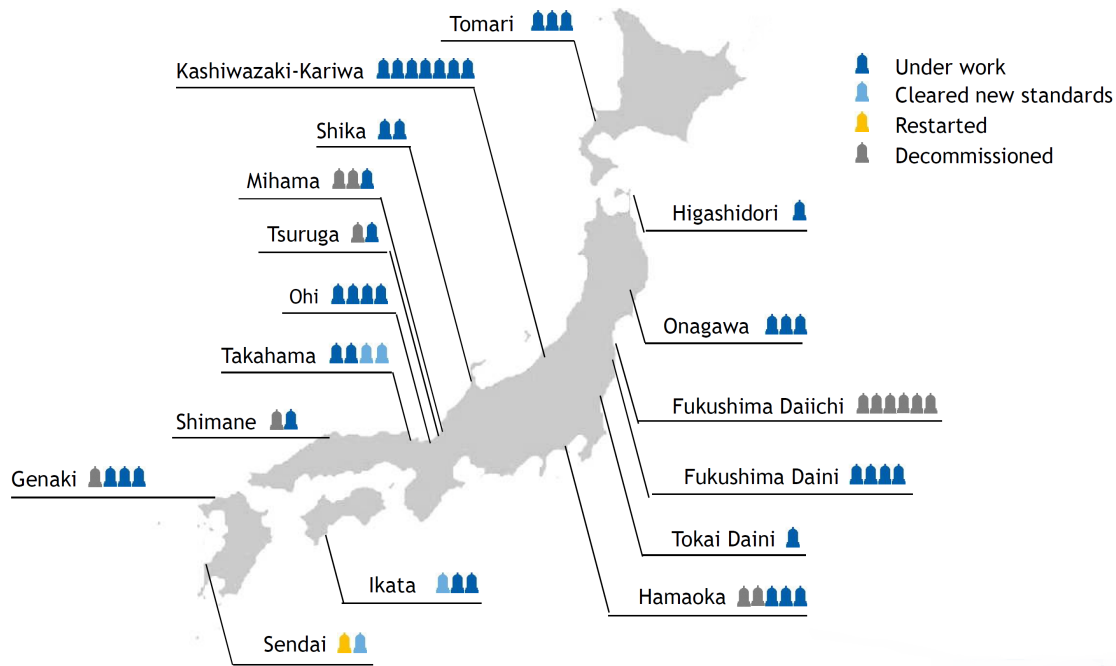 Tomari
Kashiwazaki-Kariwa
Shika
Mihama
Tsuruga
Ohi
Takahama
Shimane
Genaki
Ikata
Sendai
Under work
Cleared new standards
Restarted
Decommissioned
Higashidori
Onagawa
Fukushima Daiichi
Fukushima Daini
Tokai Daini
Hamaoka